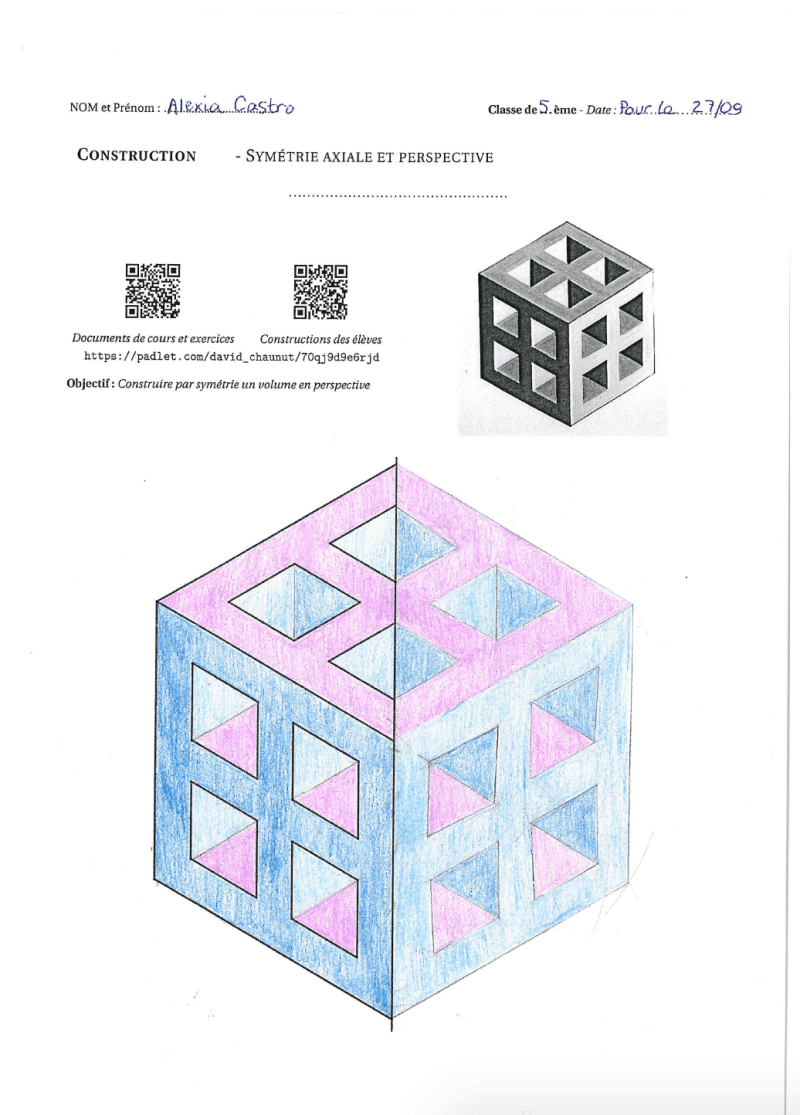 NOM et Prénom : Alexia Castro
Classe de 5.ème - Date : Pour le 27/09
CONSTRUCTION - SYMÉTRIE AXIALE ET PERSPECTIVE
Documents de cours et exercices Constructions des élèves
https://padlet.com/david_chaunut/70qj9d9e6rjd
Objectif : Construire par symétrie un volume en perspective